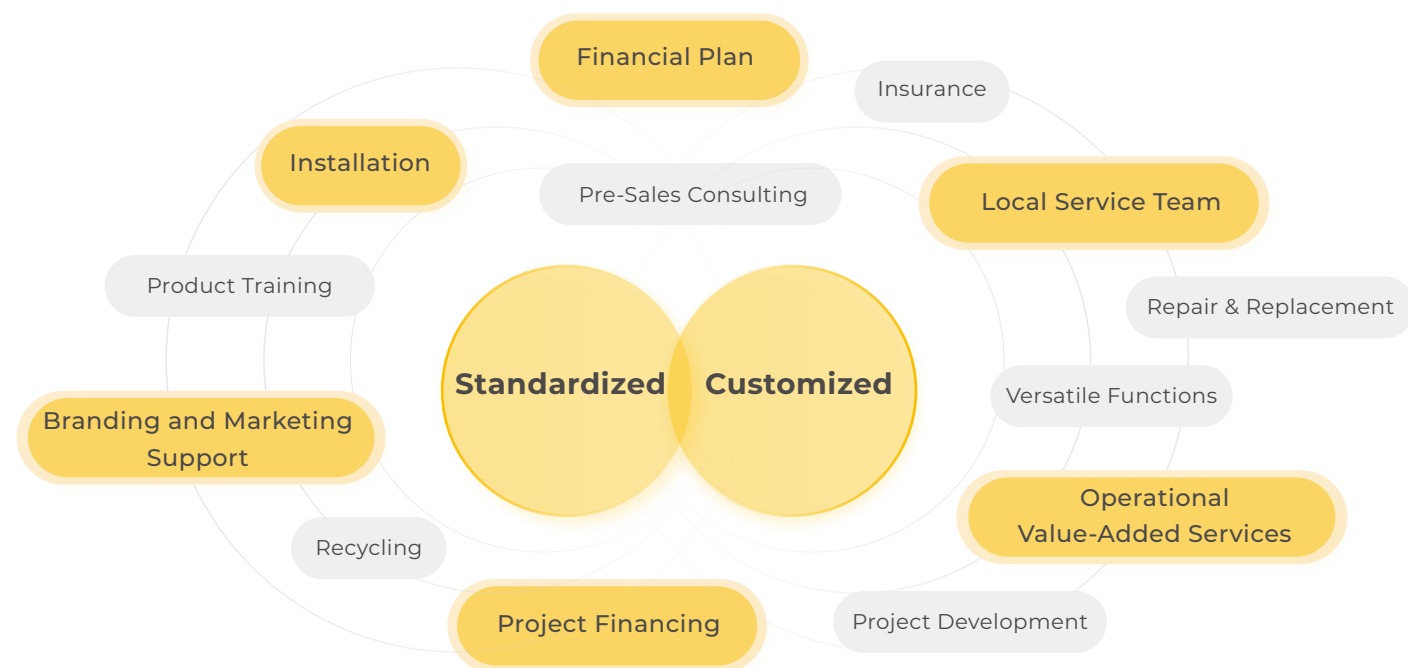 Financial Plan
Insurance
Installation
Pre-Sales Consulting
Local Service Team
Product Training
Repair & Replacement
Standardized
Customized
Versatile Functions
Branding and Marketing
Support
Operational
Value-Added Services
Recycling
Project Financing
Project Development